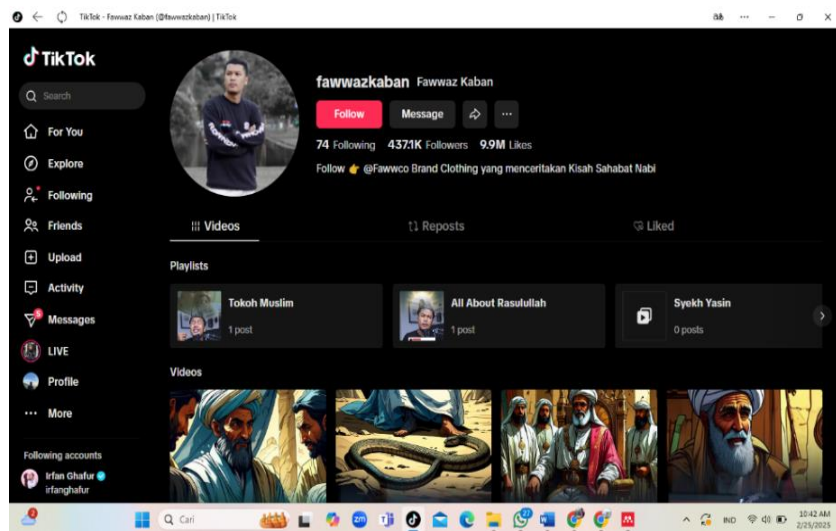 TikTok - Fawwaz Kaban (@fawwazkaban) | TikTok
TikTok
Search
For You
Explore
Following
Friends
Upload
Activity
Messages
5
LIVE
Profile
More
Following accounts
Irfan Ghafur
irfanghafur
fawwazkaban Fawwaz Kaban
Follow Message
74 Following 437.1K Followers 9.9M Likes
Follow 👉 @Fawwco Brand Clothing yang menceritakan Kisah Sahabat Nabi
Videos Reposts Liked
Playlists
Tokoh Muslim
1 post
All About Rasulullah
1 post
Syekh Yasin
0 posts
Videos
Cari
27
IND
10:42 AM
2/25/2025